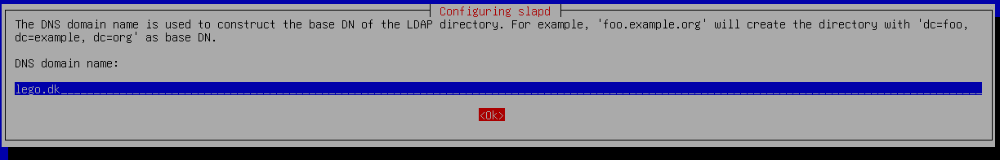 Configuring slapd
The DNS domain name is used to construct the base DN of the LDAP directory. For example, 'foo.example.org' will create the directory with 'dc=foo,
dc=example, dc=org' as base DN.
DNS domain name:
lego.dk
<Ok>